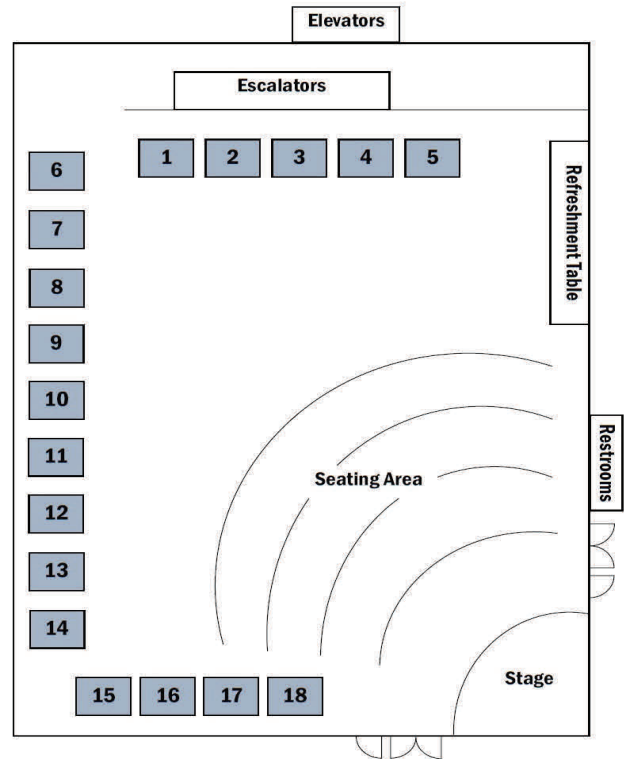 Elevators
Escalators
1 2 3 4 5
6
7
8
9
10
11
12
13
14
Refreshment Table
Restrooms
Seating Area
Stage
15 16 17 18